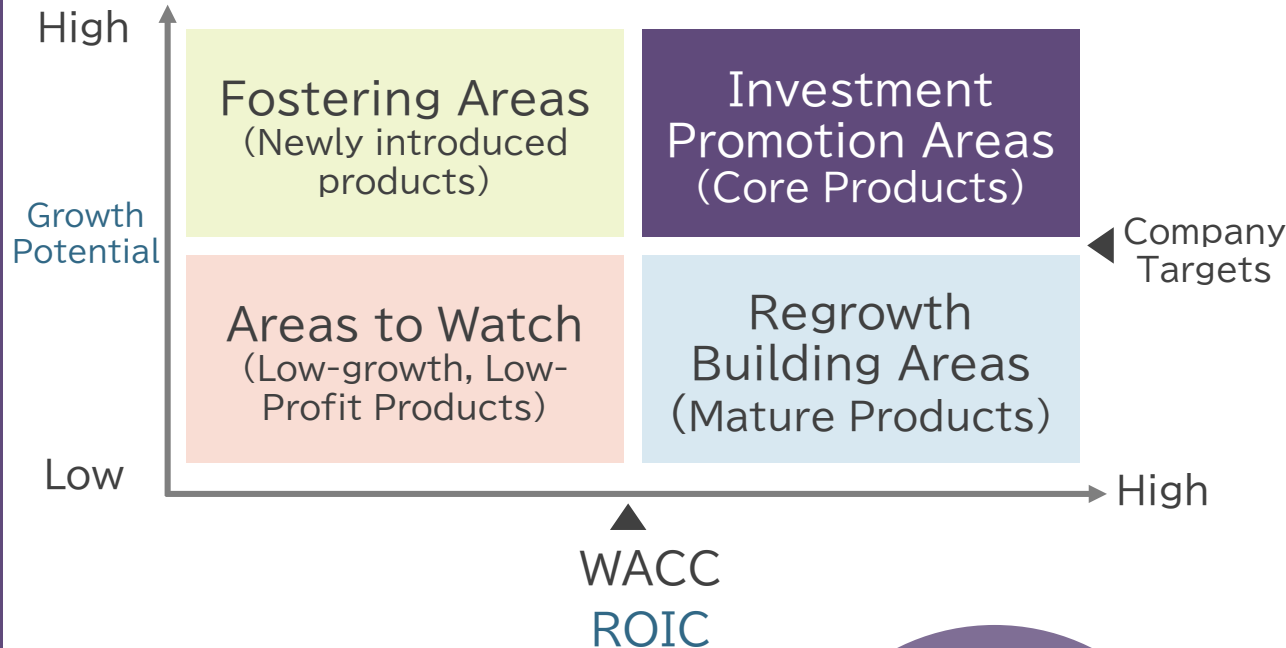 High
Fostering Areas
(Newly introduced
products)
Investment
Promotion Areas
(Core Products)
Growth
Potential
Company
Targets
Areas to Watch
(Low-growth, Low-
Profit Products)
Regrowth
Building Areas
(Mature Products)
Low
High
WACC
ROIC